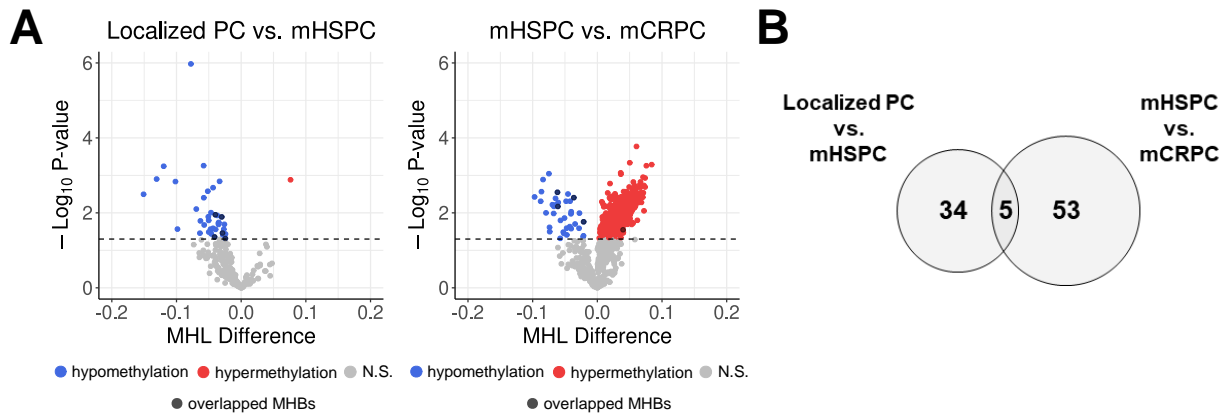 A
Localized PC vs. mHSPC
− Log10 P-value
6
4
2
0
-0.2 -0.1 0.0 0.1 0.2
MHL Difference
hypomethylation hypermethylation N.S.
overlapped MHBs
mHSPC vs. mCRPC
− Log10 P-value
6
4
2
0
-0.2 -0.1 0.0 0.1 0.2
MHL Difference
hypomethylation hypermethylation N.S.
overlapped MHBs
B
Localized PC
vs.
mHSPC
mHSPC
vs.
mCRPC
34 5 53